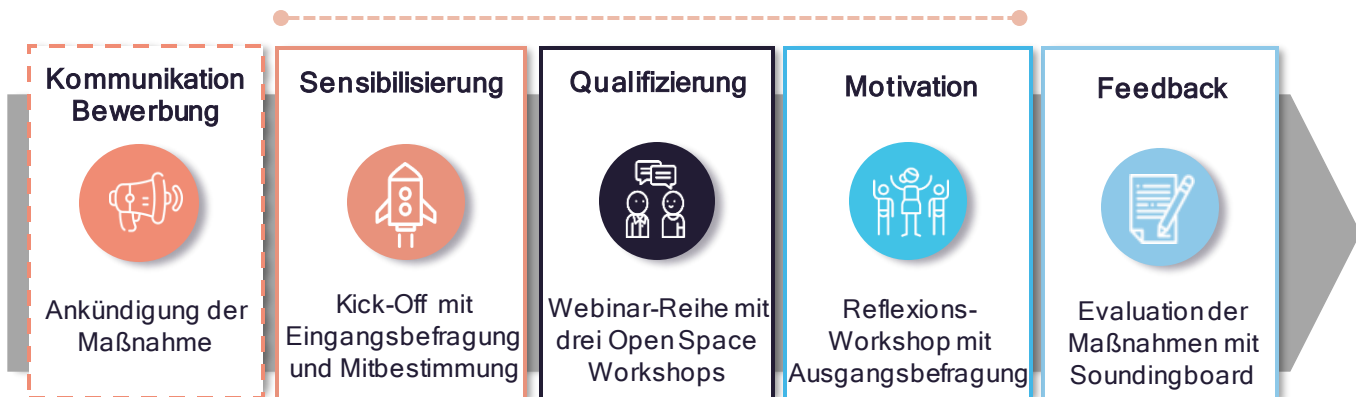 Kommunikation
Bewerbung
Ankündigung der
Maßnahme
Sensibilisierung
Kick-Off mit
Eingangsbefragung
und Mitbestimmung
Qualifizierung
Webinar-Reihe mit
drei Open Space
Workshops
Motivation
Reflexions-
Workshop mit
Ausgangsbefragung
Feedback
Evaluation der
Maßnahmen mit
Soundingboard